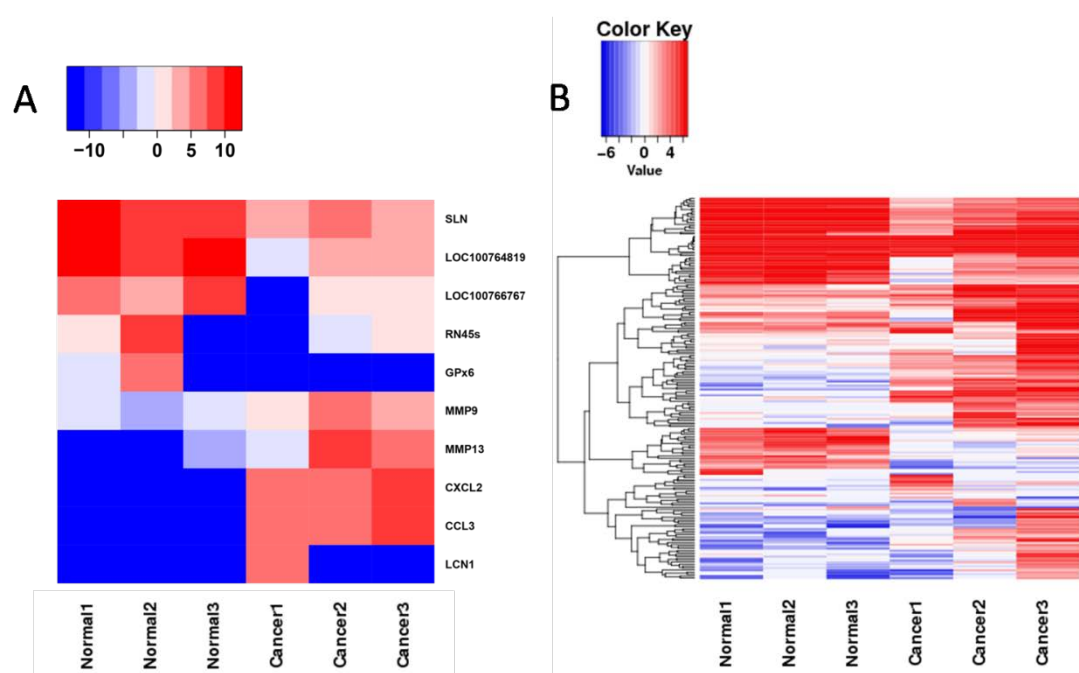 A
−10 0 5 10
SLN
LOC100764819
LOC100766767
RN45s
GPx6
MMP9
MMP13
CXCL2
CCL3
LCN1
Normal1 Normal2 Normal3 Cancer1 Cancer2 Cancer3
B
Color Key
−6 0 4
Value
Normal1 Normal2 Normal3 Cancer1 Cancer2 Cancer3